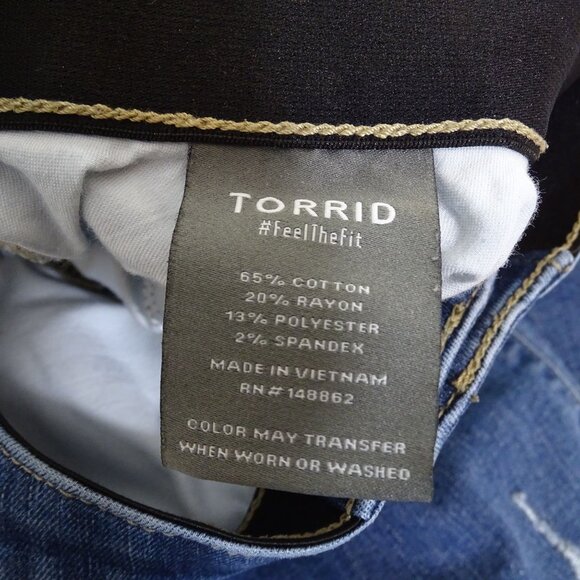 TORRID
#FeelTheFit
65% COTTON
20% RAYON
13% POLYESTER
2% SPANDEX
MADE IN VIETNAM
RN# 148862
COLOR MAY TRANSFER
WHEN WORN OR WASHED